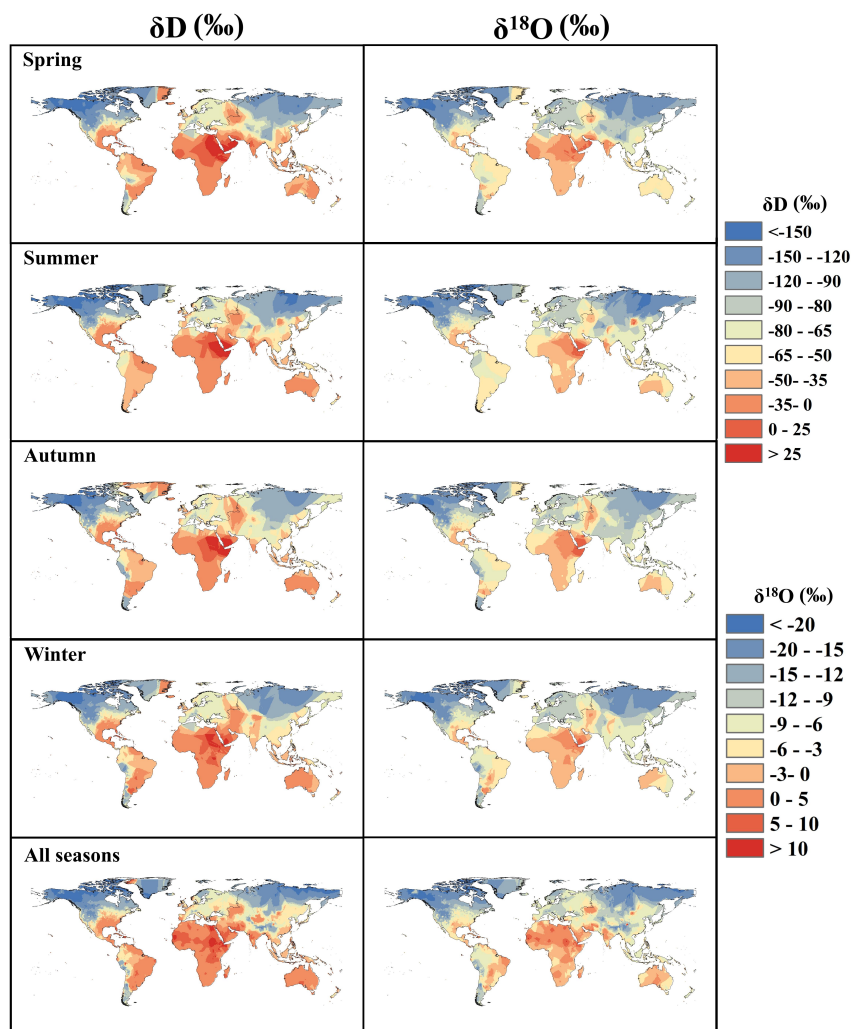 δD (‰)
δ¹⁸O (‰)
Spring
Summer
Autumn
Winter
All seasons
δD (‰)
<-150
-150 - -120
-120 - -90
-90 - -80
-80 - -65
-65 - -50
-50- -35
-35- 0
0 - 25
> 25
δ¹⁸O (‰)
< -20
-20 - -15
-15 - -12
-12 - -9
-9 - -6
-6 - -3
-3- 0
0 - 5
5 - 10
> 10